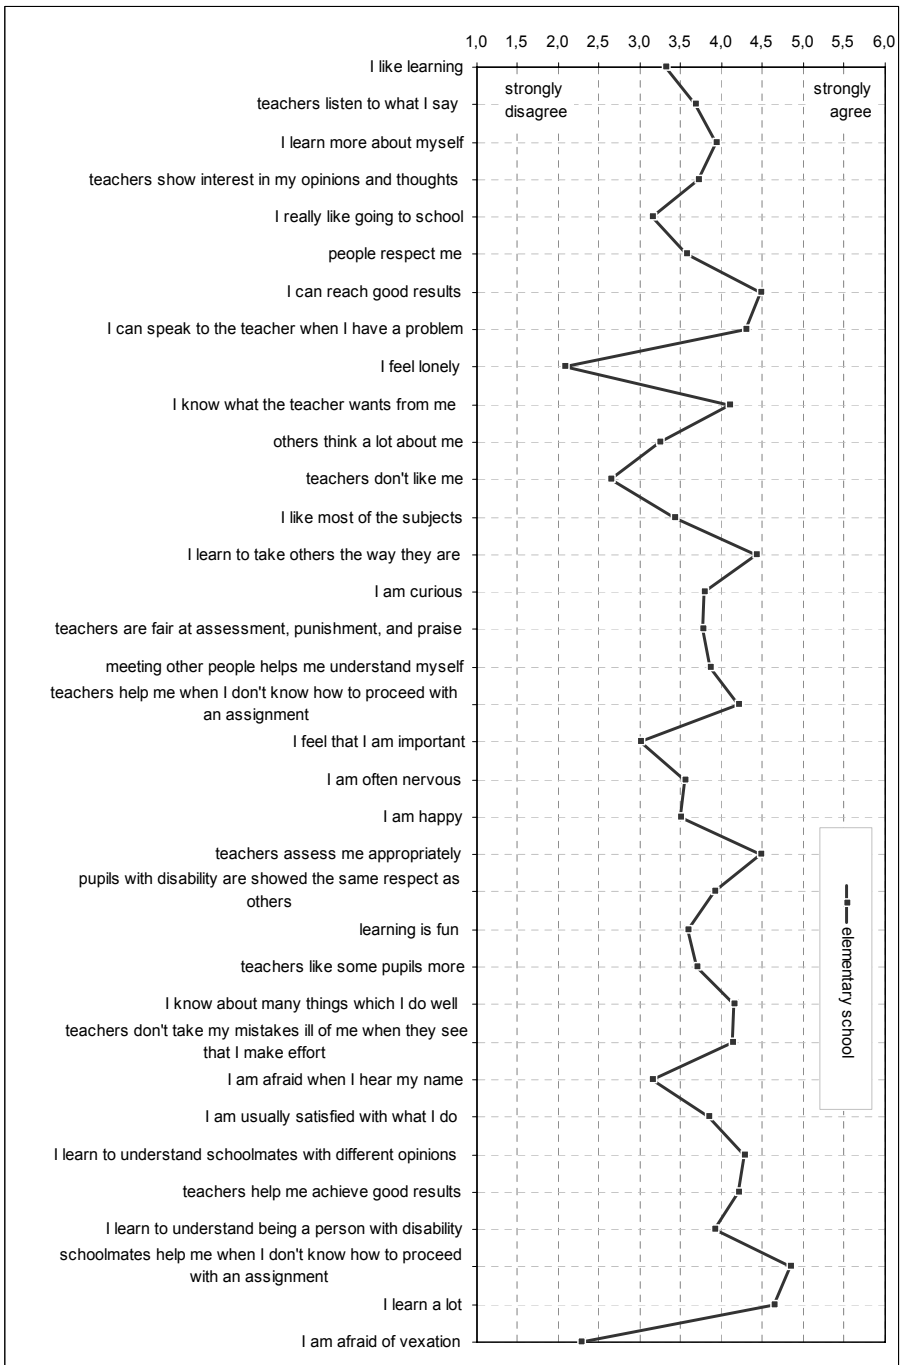 1,0 1,5 2,0 2,5 3,0 3,5 4,0 4,5 5,0 5,5 6,0
I like learning
strongly disagree
strongly agree
teachers listen to what I say
I learn more about myself
teachers show interest in my opinions and thoughts
I really like going to school
people respect me
I can reach good results
I can speak to the teacher when I have a problem
I feel lonely
I know what the teacher wants from me
others think a lot about me
teachers don't like me
I like most of the subjects
I learn to take others the way they are
I am curious
teachers are fair at assessment, punishment, and praise
meeting other people helps me understand myself
teachers help me when I don't know how to proceed with
an assignment
I feel that I am important
I am often nervous
I am happy
teachers assess me appropriately
pupils with disability are showed the same respect as
others
learning is fun
teachers like some pupils more
I know about many things which I do well
teachers don't take my mistakes ill of me when they see
that I make effort
I am afraid when I hear my name
I am usually satisfied with what I do
I learn to understand schoolmates with different opinions
teachers help me achieve good results
I learn to understand being a person with disability
schoolmates help me when I don't know how to proceed
with an assignment
I learn a lot
I am afraid of vexation
elementary school